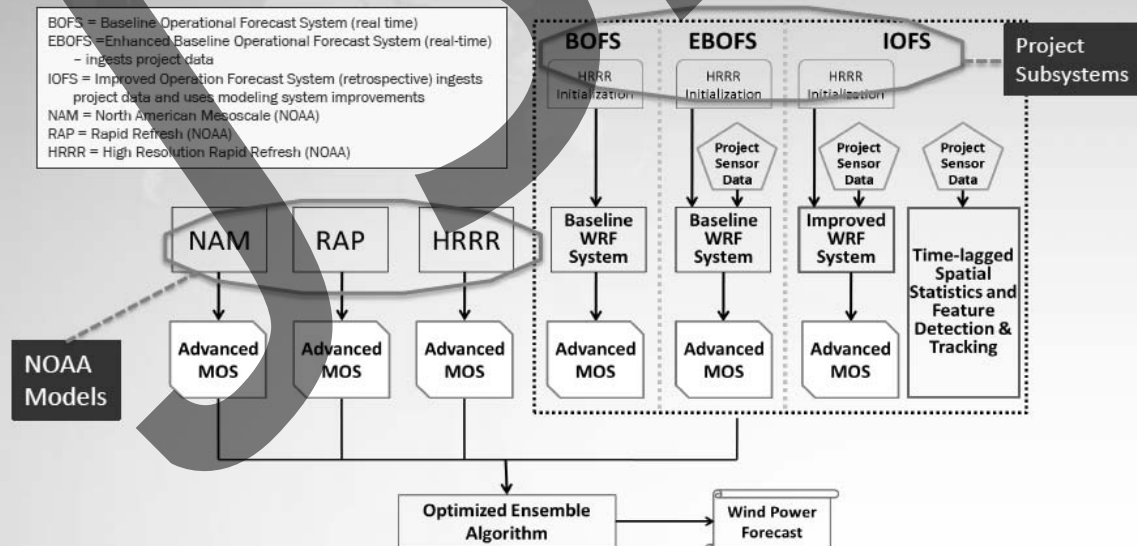 BOFS = Baseline Operational Forecast System (real time)
EBOFS =Enhanced Baseline Operational Forecast System (real-time)
– ingests project data
IOFS = Improved Operation Forecast System (retrospective) ingests
project data and uses modeling system improvements
NAM = North American Mesoscale (NOAA)
RAP = Rapid Refresh (NOAA)
HRRR = High Resolution Rapid Refresh (NOAA)
BOFS
EBOFS
IOFS
Project
Subsystems
HRRR
Initialization
HRRR
Initialization
HRRR
Initialization
Project
Sensor
Data
Project
Sensor
Data
Project
Sensor
Data
NAM
RAP
HRRR
Baseline
WRF
System
Baseline
WRF
System
Improved
WRF
System
Time-lagged
Spatial
Statistics and
Feature
Detection &
Tracking
NOAA
Models
Advanced
MOS
Advanced
MOS
Advanced
MOS
Advanced
MOS
Advanced
MOS
Advanced
MOS
Optimized Ensemble
Algorithm
Wind Power
Forecast